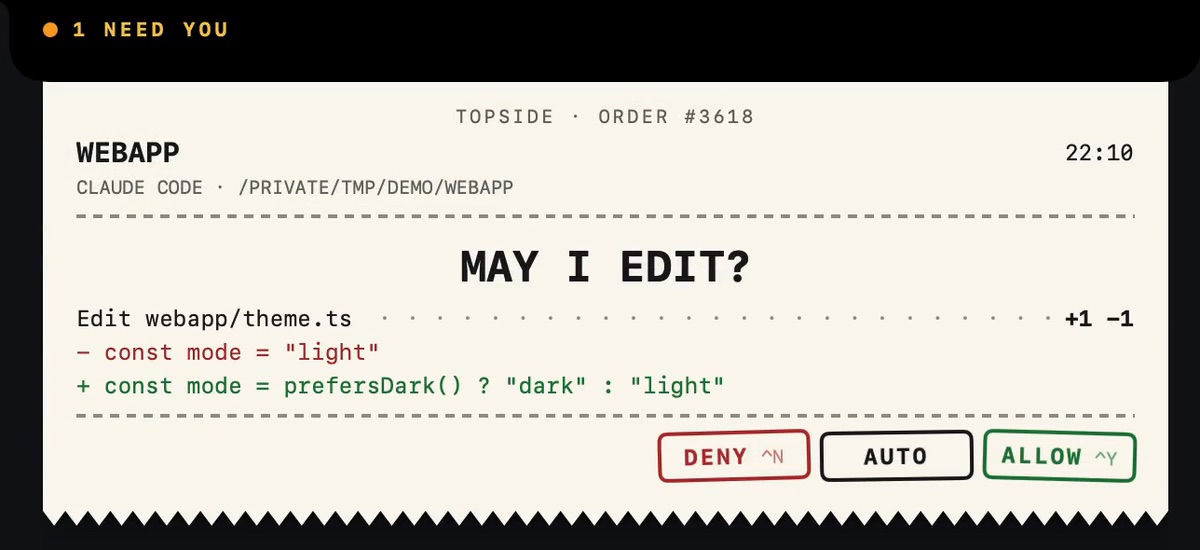 1 NEED YOU
TOPSIDE · ORDER #3618
WEBAPP 22:10
CLAUDE CODE · /PRIVATE/TMP/DEMO/WEBAPP
MAY I EDIT?
Edit webapp/theme.ts +1 −1
− const mode = "light"
+ const mode = prefersDark() ? "dark" : "light"
DENY ^N AUTO ALLOW ^Y